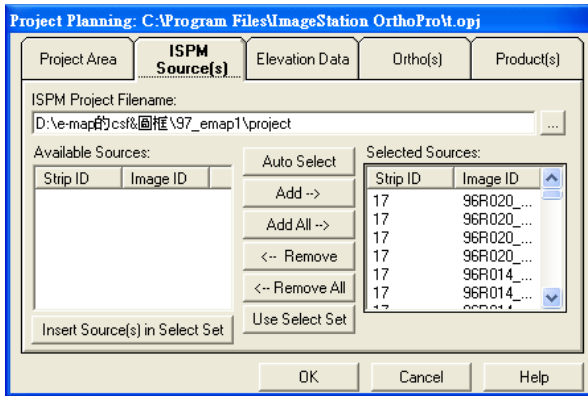 Project Planning: C:\Program Files\ImageStation OrthoPro\t.opj
Project Area
ISPM Source(s)
Elevation Data
Ortho(s)
Product(s)
ISPM Project Filename:
D:\e-map的csf&圖框\97_emap1\project
...
Available Sources:
Strip ID Image ID
Insert Source(s) in Select Set
Auto Select
Add -->
Add All -->
<-- Remove
<-- Remove All
Use Select Set
Selected Sources:
Strip ID Image ID
17 96R020_...
17 96R020_...
17 96R020_...
17 96R020_...
17 96R014_...
17 96R014_...
17
OK
Cancel
Help